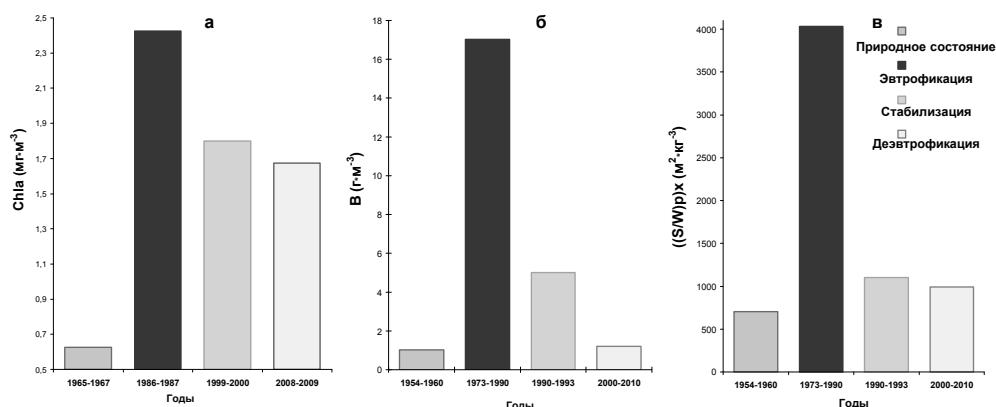 а
Chla (мг·м⁻³)
2,5
2,3
2,1
1,9
1,7
1,5
1,3
1,1
0,9
0,7
0,5
1965-1967 1986-1987 1999-2000 2008-2009
Годы
б
В (г·м⁻³)
18
16
14
12
10
8
6
4
2
0
1954-1960 1973-1990 1990-1993 2000-2010
Годы
в
((S/W)p)x (м²·кг⁻³)
4000
3500
3000
2500
2000
1500
1000
500
0
1954-1960 1973-1990 1990-1993 2000-2010
Годы
Природное состояние
Эвтрофикация
Стабилизация
Деэвтрофикация